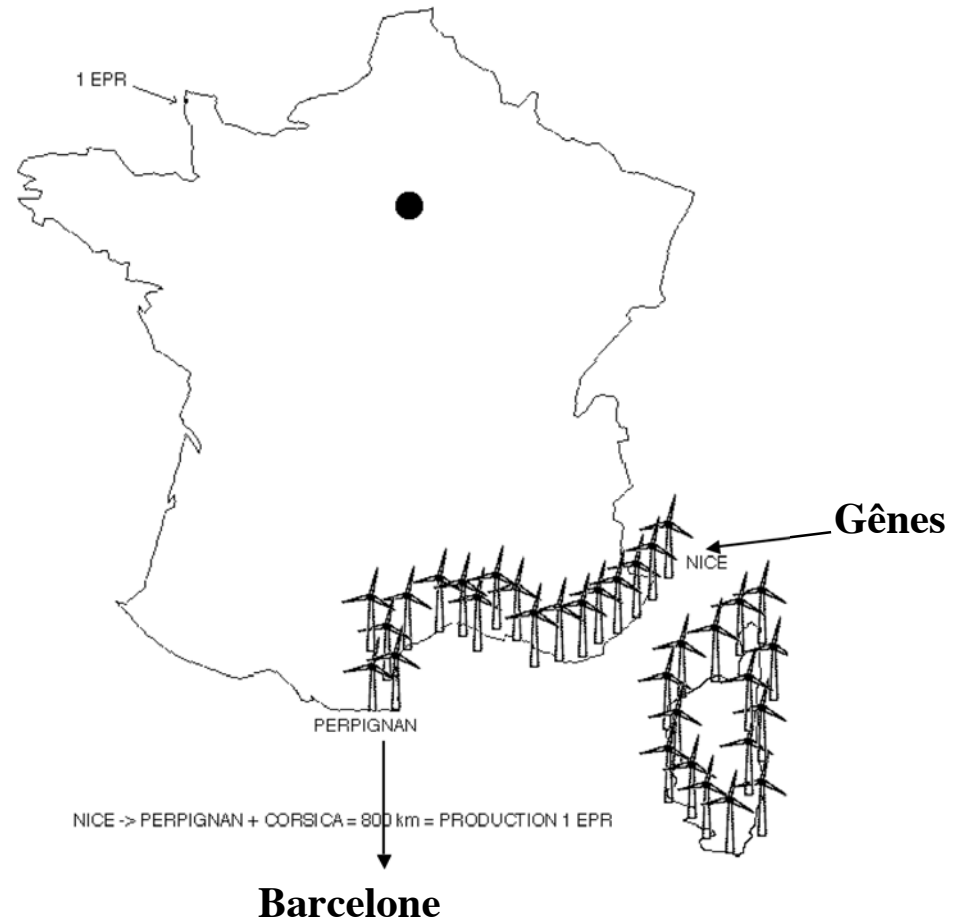 1 EPR
Gênes
NICE
PERPIGNAN
NICE -> PERPIGNAN + CORSICA = 800 km = PRODUCTION 1 EPR
Barcelone